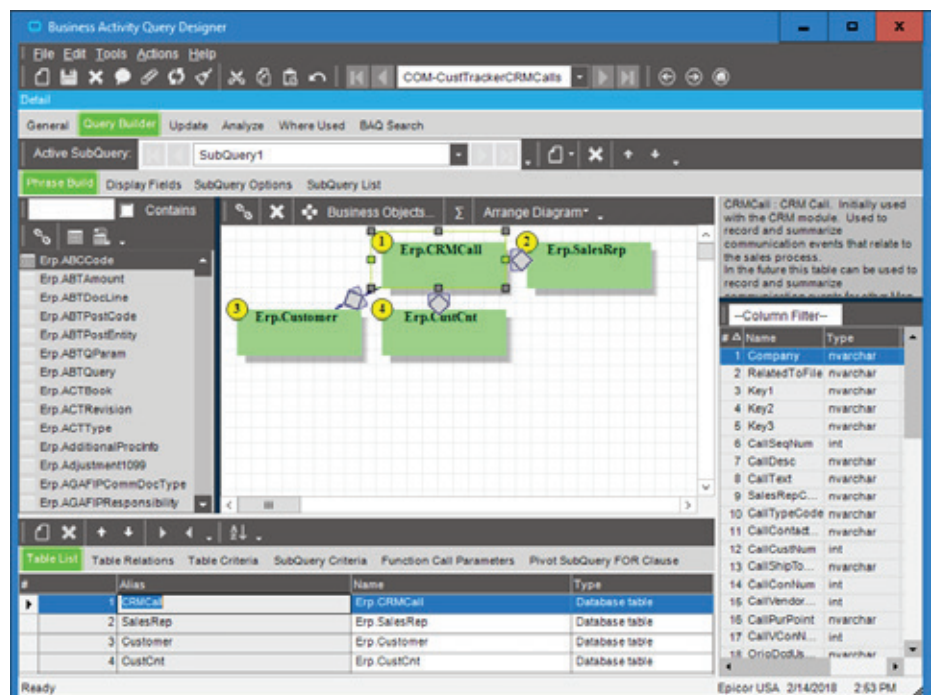 Business Activity Query Designer
File Edit Tools Actions Help
COM-CustTrackerCRMCalls
Detail
General Query Builder Update Analyze Where Used BAQ Search
Active SubQuery: SubQuery1
Phrase Build Display Fields SubQuery Options SubQuery List
Contains
Erp.ABCCode
Erp.ABTAmount
Erp.ABTDocLine
Erp.ABTPostCode
Erp.ABTPostEntity
Erp.ABTQParam
Erp.ABTQuery
Erp.ACTBook
Erp.ACTRevision
Erp.ACTType
Erp.AdditionalProcInfo
Erp.Adjustment1099
Erp.AGAFIPCommDocType
Erp.AGAFIPResponsibility
Business Objects... Σ Arrange Diagram
1 Erp.CRMCall
2 Erp.SalesRep
3 Erp.Customer
4 Erp.CustCnt
CRMCall : CRM Call. Initially used
with the CRM module. Used to
record and summarize
communication events that relate to
the sales process.
In the future this table can be used to
record and summarize
--Column Filter--
# Name Type
1 Company nvarchar
2 RelatedToFile nvarchar
3 Key1 nvarchar
4 Key2 nvarchar
5 Key3 nvarchar
6 CallSeqNum int
7 CallDesc nvarchar
8 CallText nvarchar
9 SalesRepC... nvarchar
10 CallTypeCode nvarchar
11 CallContact... nvarchar
12 CallCustNum int
13 CallShipTo... nvarchar
14 CallConNum int
15 CallVendor... int
16 CallPurPoint nvarchar
17 CallVConN... int
18 nvarchar
Table List Table Relations Table Criteria SubQuery Criteria Function Call Parameters Pivot SubQuery FOR Clause
# Alias Name Type
1 CRMCall Erp.CRMCall Database table
2 SalesRep Erp.SalesRep Database table
3 Customer Erp.Customer Database table
4 CustCnt Erp.CustCnt Database table
Ready Epicor USA 2/14/2018 2:53 PM